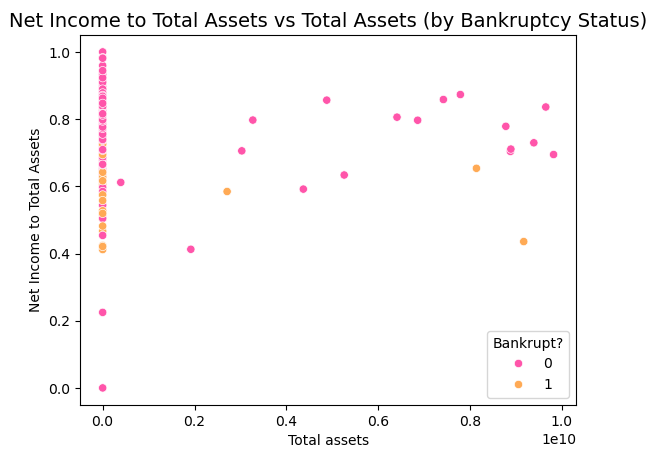 Net Income to Total Assets vs Total Assets (by Bankruptcy Status)
1.0
0.8
0.6
0.4
0.2
0.0
Net Income to Total Assets
Bankrupt?
0
1
0.0 0.2 0.4 0.6 0.8 1.0
1e10
Total assets